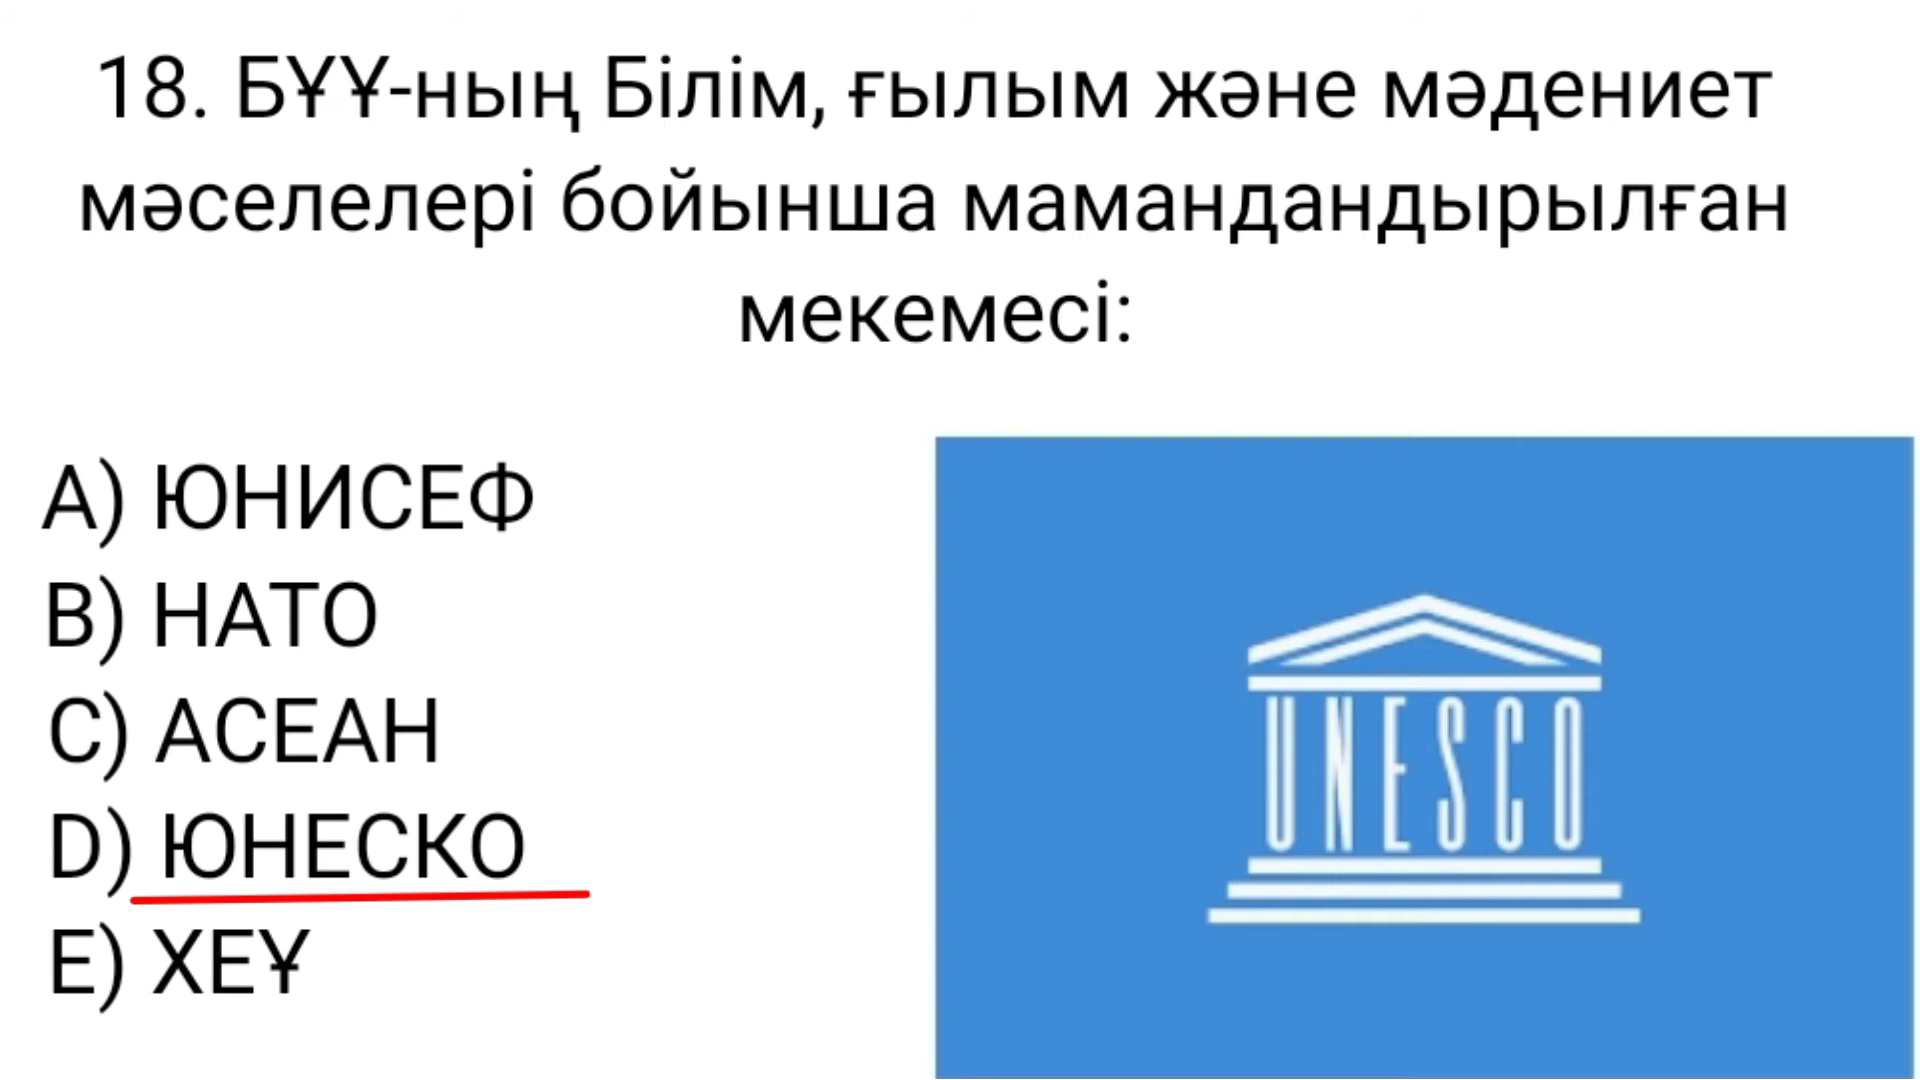 18. БҰҰ-ның Білім, ғылым және мәдениет
мәселелері бойынша мамандандырылған
мекемесі:
A) ЮНИСЕФ
B) НАТО
C) АСЕАН
D) ЮНЕСКО
E) ХЕҰ
UNESCO